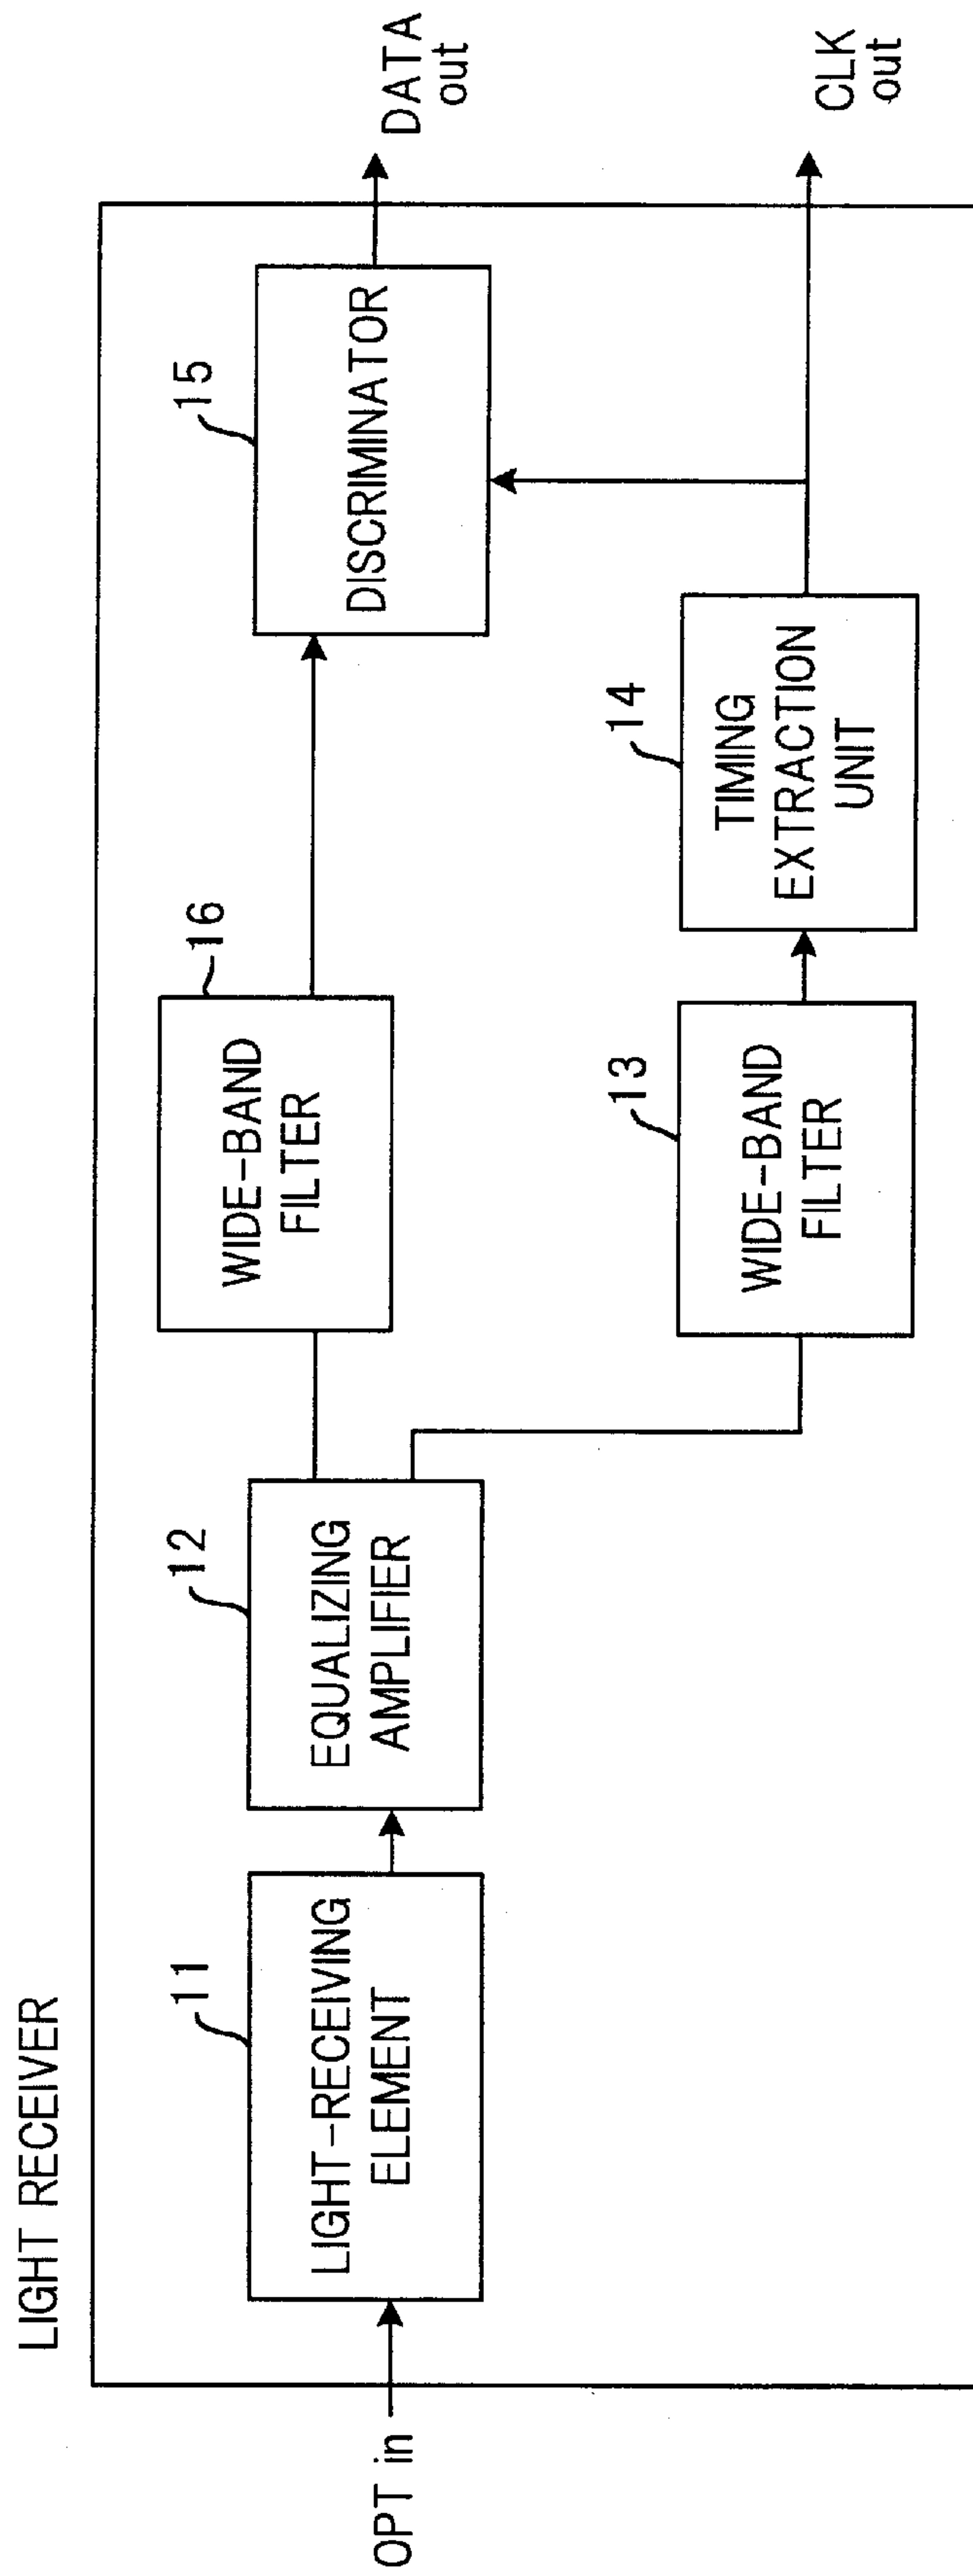 LIGHT RECEIVER
OPT in
11
LIGHT-RECEIVING
ELEMENT
12
EQUALIZING
AMPLIFIER
16
WIDE-BAND
FILTER
15
DISCRIMINATOR
DATA
out
13
WIDE-BAND
FILTER
14
TIMING
EXTRACTION
UNIT
CLK
out